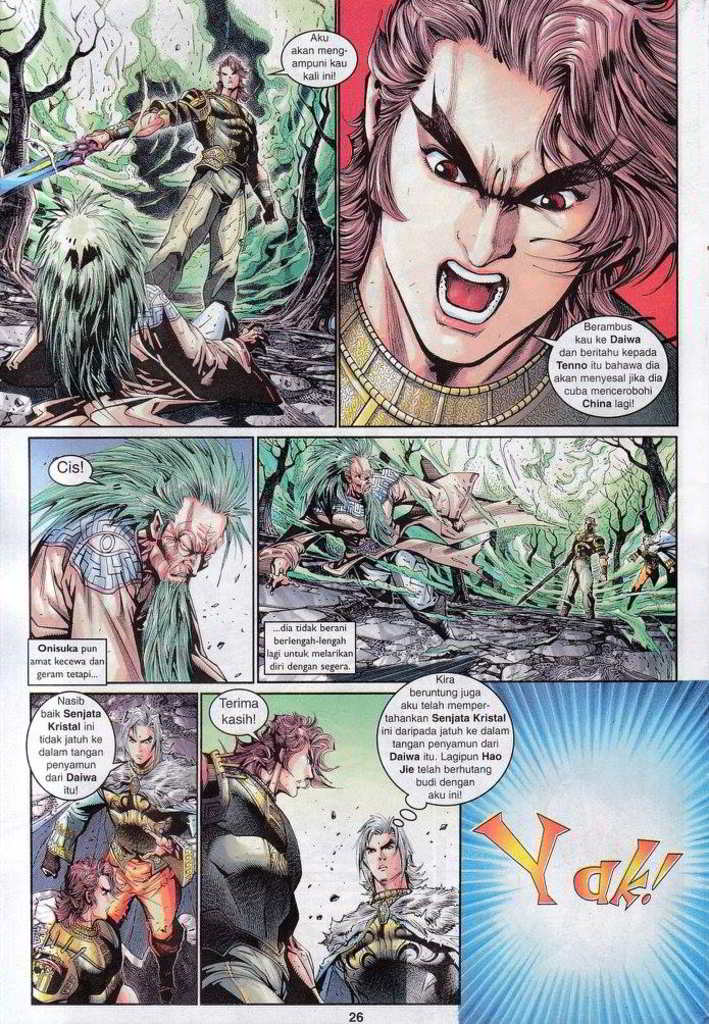 Aku
akan meng-
ampuni kau
kali ini!
Berambus
kau ke Daiwa
dan beritahu kepada
Tenno itu bahawa dia
akan menyesal jika dia
cuba mencerobohi
China lagi!
Cis!
Onisuka pun
amat kecewa dan
geram tetapi...
...dia tidak berani
berlengah-lengah
lagi untuk melarikan
diri dengan segera.
Nasib
baik Senjata
Kristal ini
tidak jatuh ke
dalam tangan
penyamun
dari Daiwa
itu!
Terima
kasih!
Kira
beruntung juga
aku telah memper-
tahankan Senjata Kristal
ini daripada jatuh ke dalam
tangan penyamun dari
Daiwa itu. Lagipun Hao
Jie telah berhutang
budi dengan
aku ini!
Yak!
26